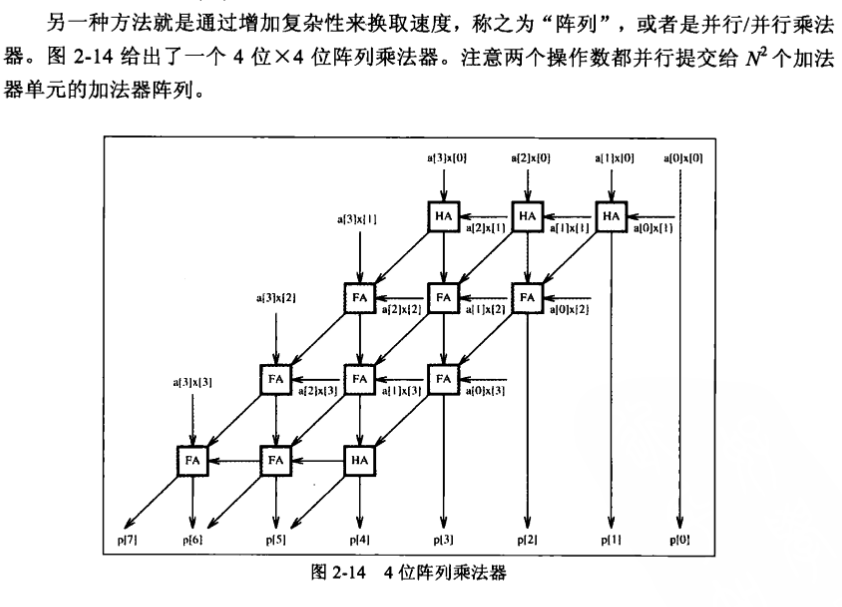 另一种方法就是通过增加复杂性来换取速度，称之为“阵列”，或者是并行/并行乘法
器。图 2-14 给出了一个 4 位×4 位阵列乘法器。注意两个操作数都并行提交给 N² 个加法
器单元的加法器阵列。
a[3]x[0] a[2]x[0] a[1]x[0] a[0]x[0]
HA HA HA
a[3]x[1] a[2]x[1] a[1]x[1] a[0]x[1]
FA FA FA
a[3]x[2] a[2]x[2] a[1]x[2] a[0]x[2]
FA FA FA
a[3]x[3] a[2]x[3] a[1]x[3] a[0]x[3]
FA FA HA
p[7] p[6] p[5] p[4] p[3] p[2] p[1] p[0]
图 2-14 4 位阵列乘法器